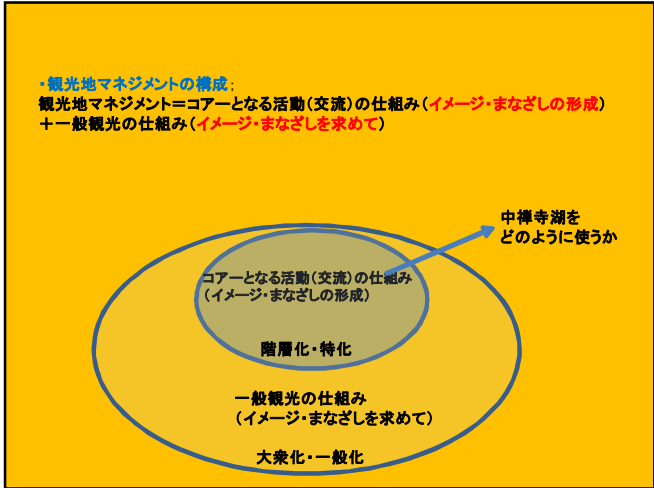 ・観光地マネジメントの構成：
観光地マネジメント＝コアーとなる活動（交流）の仕組み（イメージ・まなざしの形成）
＋一般観光の仕組み（イメージ・まなざしを求めて）
中禅寺湖を
どのように使うか
コアーとなる活動（交流）の仕組み
（イメージ・まなざしの形成）
階層化・特化
一般観光の仕組み
（イメージ・まなざしを求めて）
大衆化・一般化